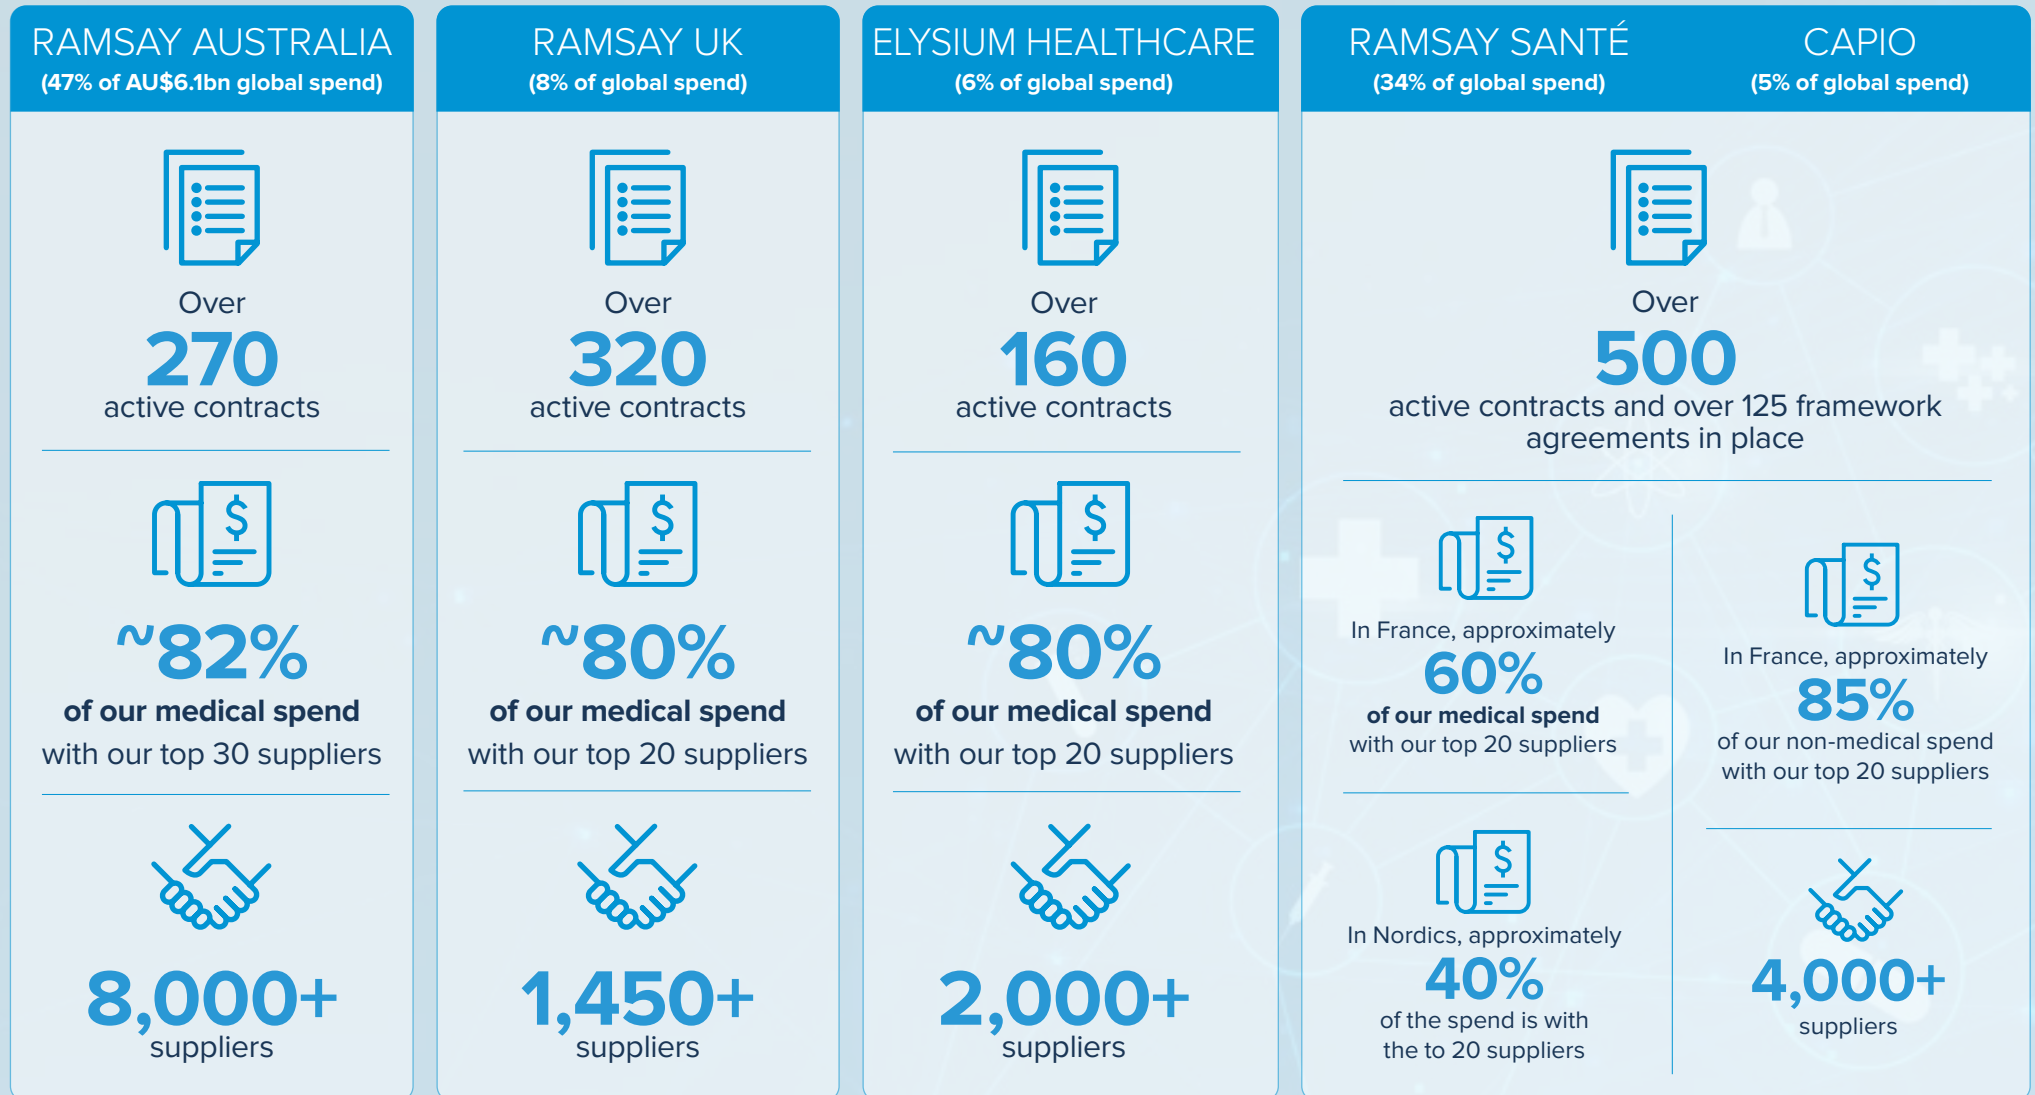 RAMSAY AUSTRALIA
(47% of AU$6.1bn global spend)
Over
270
active contracts
~82%
of our medical spend
with our top 30 suppliers
8,000+
suppliers
RAMSAY UK
(8% of global spend)
Over
320
active contracts
~80%
of our medical spend
with our top 20 suppliers
1,450+
suppliers
ELYSIUM HEALTHCARE
(6% of global spend)
Over
160
active contracts
~80%
of our medical spend
with our top 20 suppliers
2,000+
suppliers
RAMSAY SANTÉ
(34% of global spend)
CAPIO
(5% of global spend)
Over
500
active contracts and over 125 framework
agreements in place
In France, approximately
60%
of our medical spend
with our top 20 suppliers
In Nordics, approximately
40%
of the spend is with
the to 20 suppliers
In France, approximately
85%
of our non-medical spend
with our top 20 suppliers
4,000+
suppliers